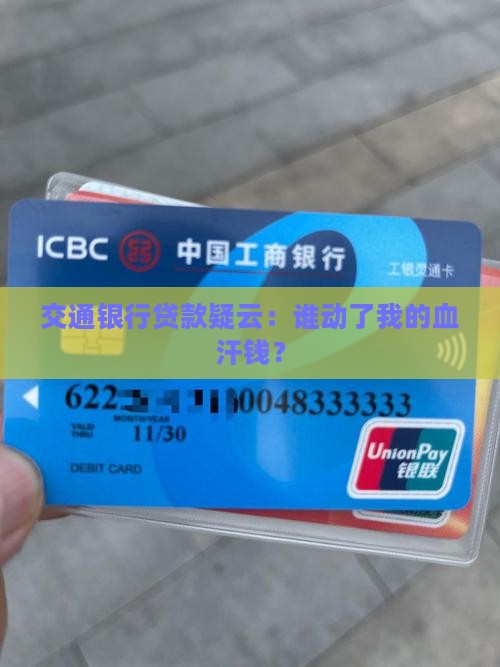 ICBC 中国工商银行
工银灵通卡
交通银行贷款疑云：谁动了我的血
汗钱？
622 0048333333
MONTH/YEAR
VALID
THRU 11/30
UnionPay
银联
DEBIT CARD